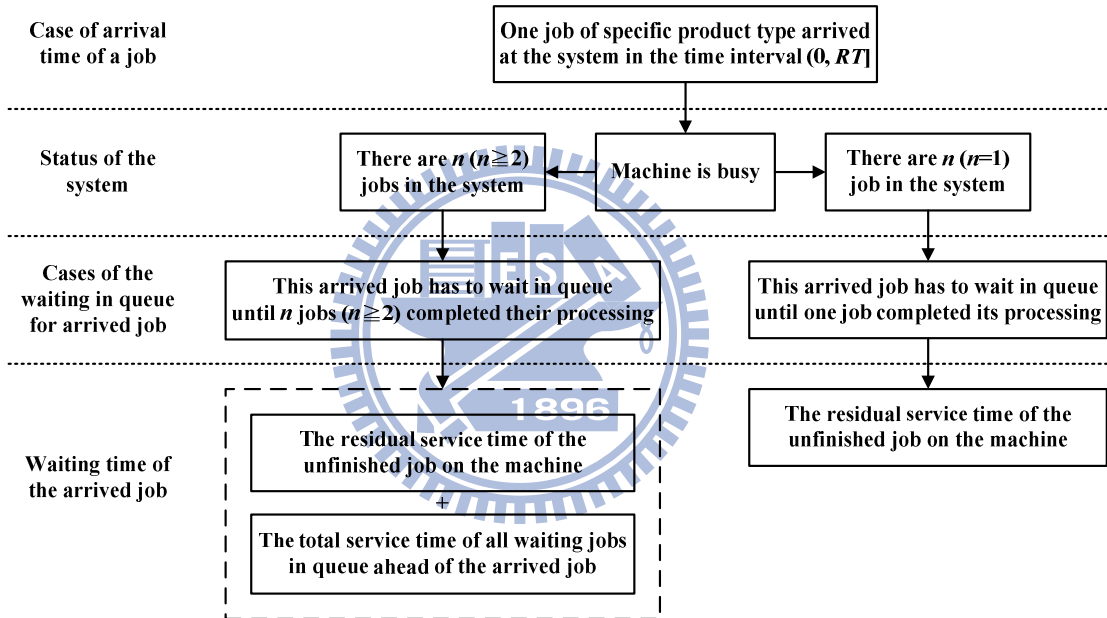 Case of arrival
time of a job
One job of specific product type arrived
at the system in the time interval (0, RT]
Status of the
system
There are n (n≧2)
jobs in the system
Machine is busy
There are n (n=1)
job in the system
Cases of the
waiting in queue
for arrived job
This arrived job has to wait in queue
until n jobs (n≧2) completed their processing
This arrived job has to wait in queue
until one job completed its processing
Waiting time of
the arrived job
The residual service time of the
unfinished job on the machine
+
The total service time of all waiting jobs
in queue ahead of the arrived job
The residual service time of the
unfinished job on the machine
E S A
1896